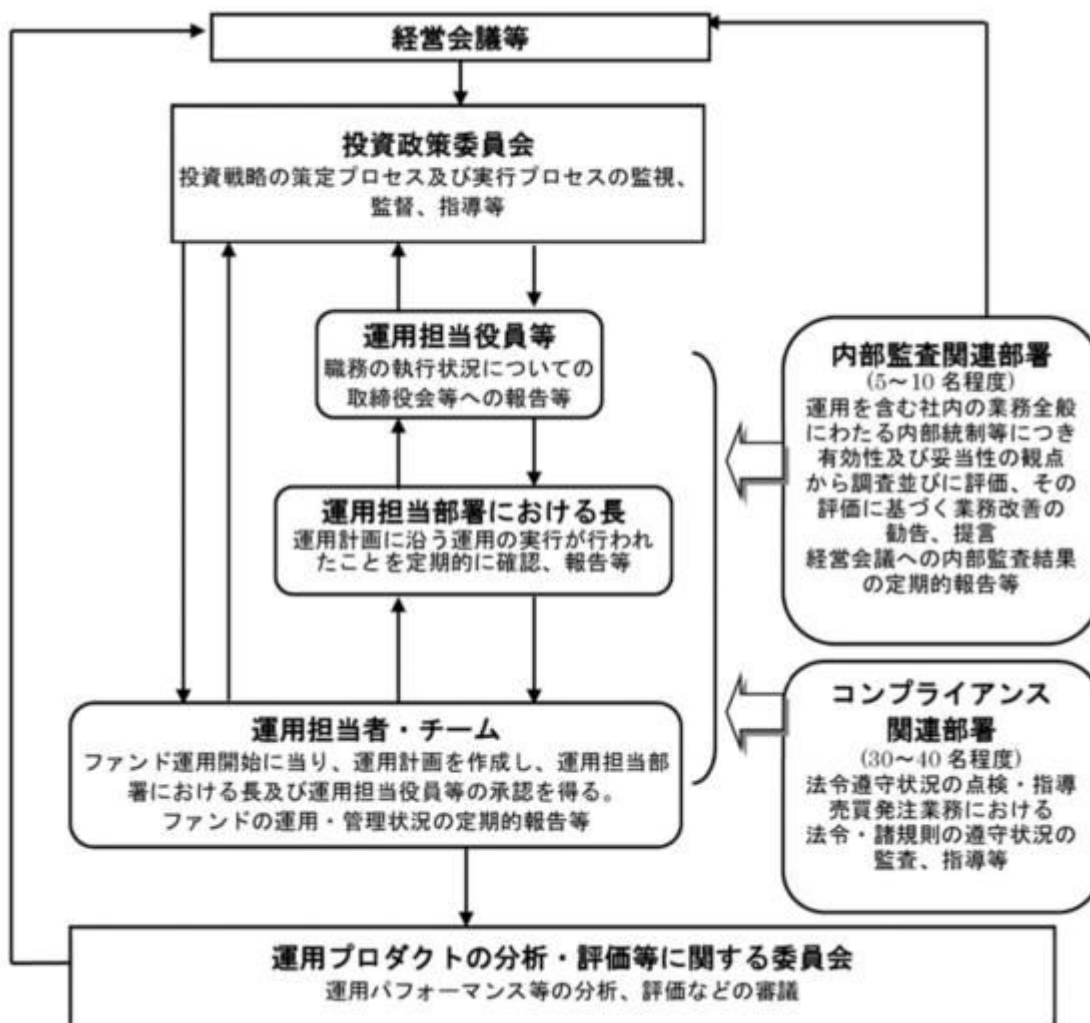 経営会議等
投資政策委員会
投資戦略の策定プロセス及び実行プロセスの監視、
監督、指導等
運用担当役員等
職務の執行状況についての
取締役会等への報告等
運用担当部署における長
運用計画に沿う運用の実行が行われ
たことを定期的に確認、報告等
運用担当者・チーム
ファンド運用開始に当り、運用計画を作成し、運用担当部
署における長及び運用担当役員等の承認を得る。
ファンドの運用・管理状況の定期的報告等
内部監査関連部署
(5～10 名程度)
運用を含む社内の業務全般
にわたる内部統制等につき
有効性及び妥当性の観点
から調査並びに評価、その
評価に基づく業務改善の
勧告、提言
経営会議への内部監査結果
の定期的報告等
コンプライアンス
関連部署
(30～40 名程度)
法令遵守状況の点検・指導
売買発注業務における
法令・諸規則の遵守状況の
監査、指導等
運用プロダクトの分析・評価等に関する委員会
運用パフォーマンス等の分析、評価などの審議